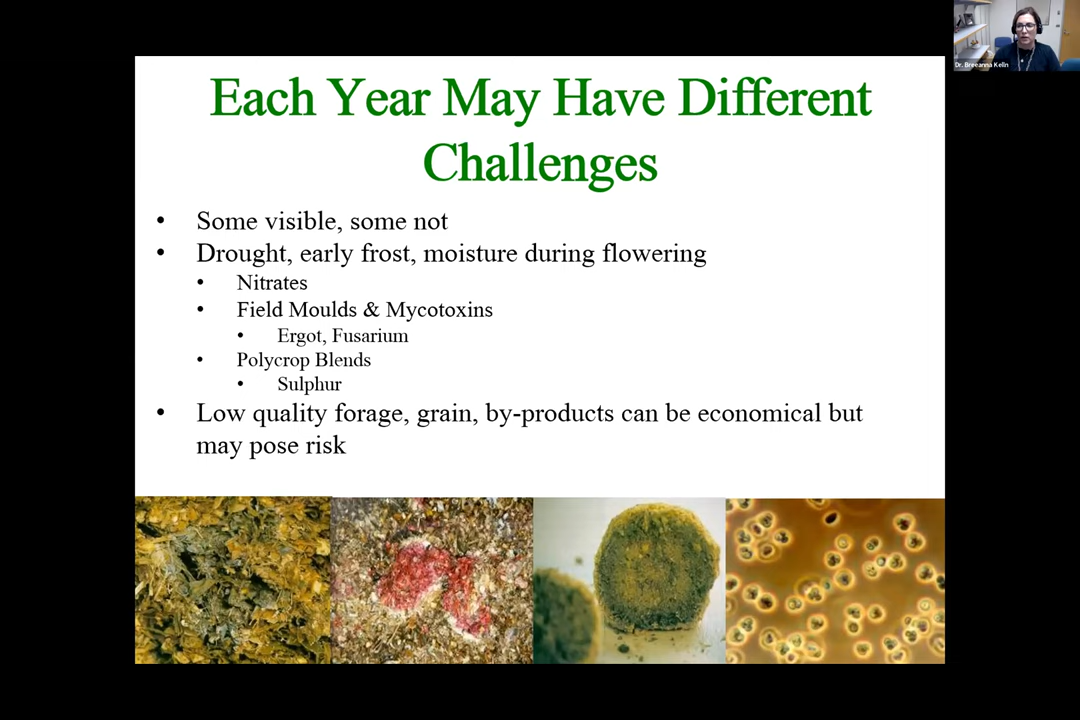 Dr. Breeanna Kelln
Each Year May Have Different
Challenges
• Some visible, some not
• Drought, early frost, moisture during flowering
• Nitrates
• Field Moulds & Mycotoxins
• Ergot, Fusarium
• Polycrop Blends
• Sulphur
• Low quality forage, grain, by-products can be economical but
may pose risk